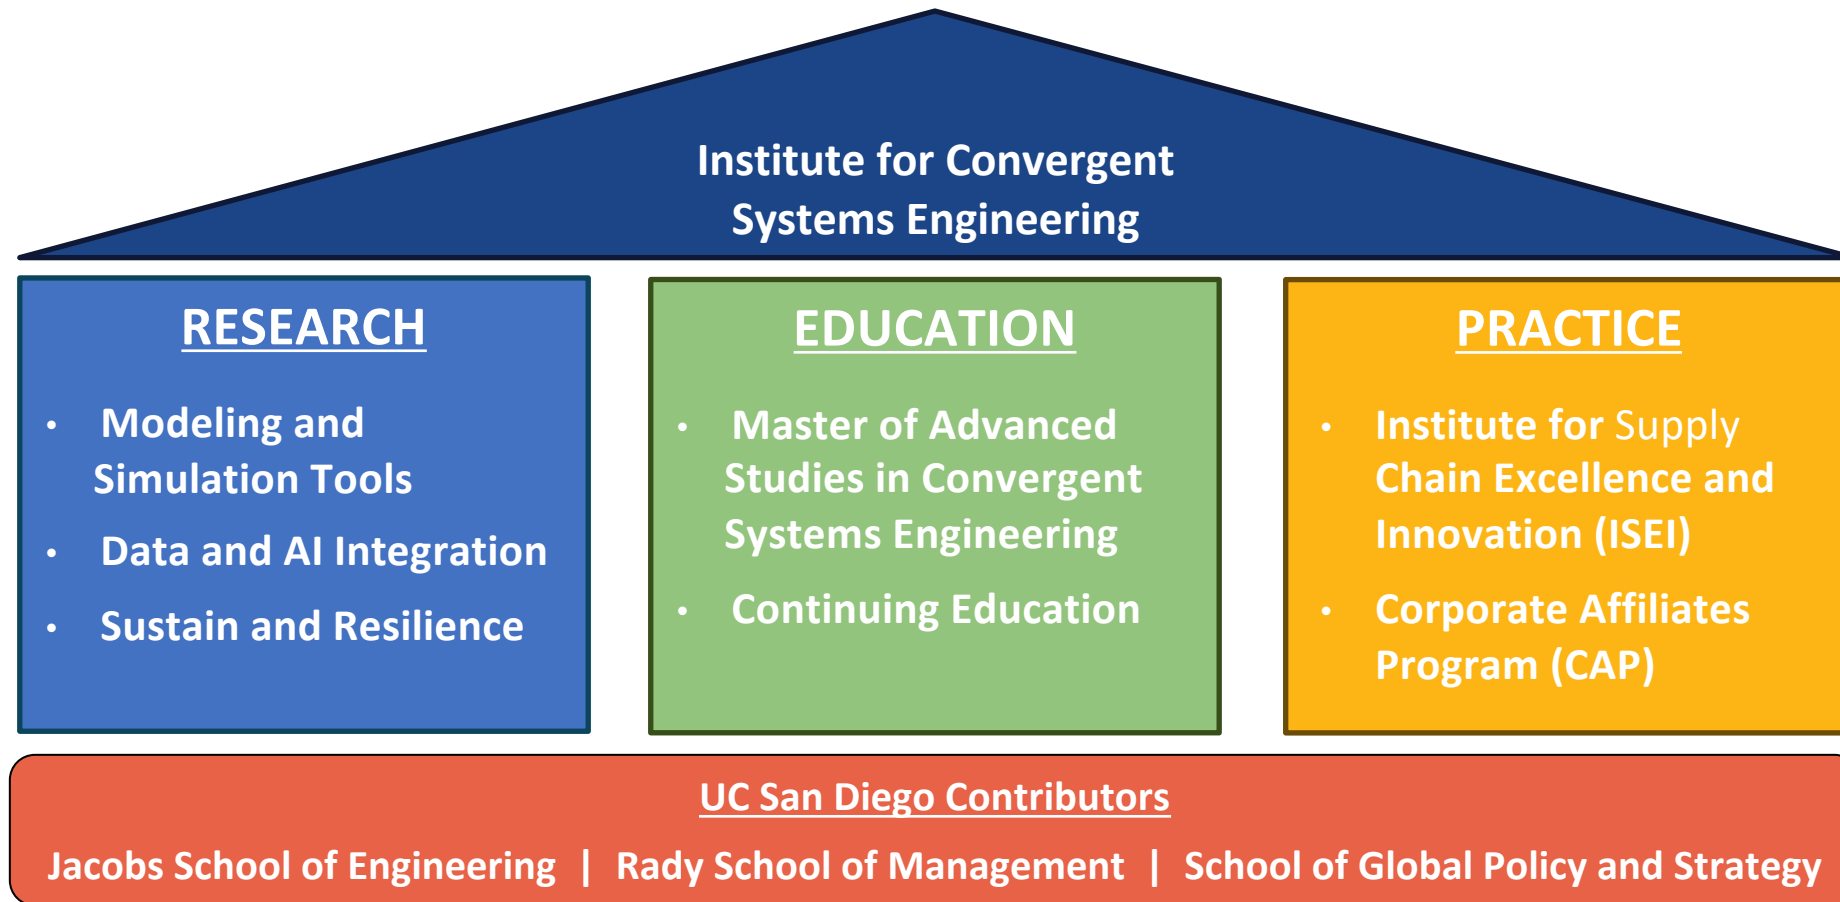 Institute for Convergent
Systems Engineering
RESEARCH
• Modeling and
Simulation Tools
• Data and AI Integration
• Sustain and Resilience
EDUCATION
• Master of Advanced
Studies in Convergent
Systems Engineering
• Continuing Education
PRACTICE
• Institute for Supply
Chain Excellence and
Innovation (ISEI)
• Corporate Affiliates
Program (CAP)
UC San Diego Contributors
Jacobs School of Engineering | Rady School of Management | School of Global Policy and Strategy